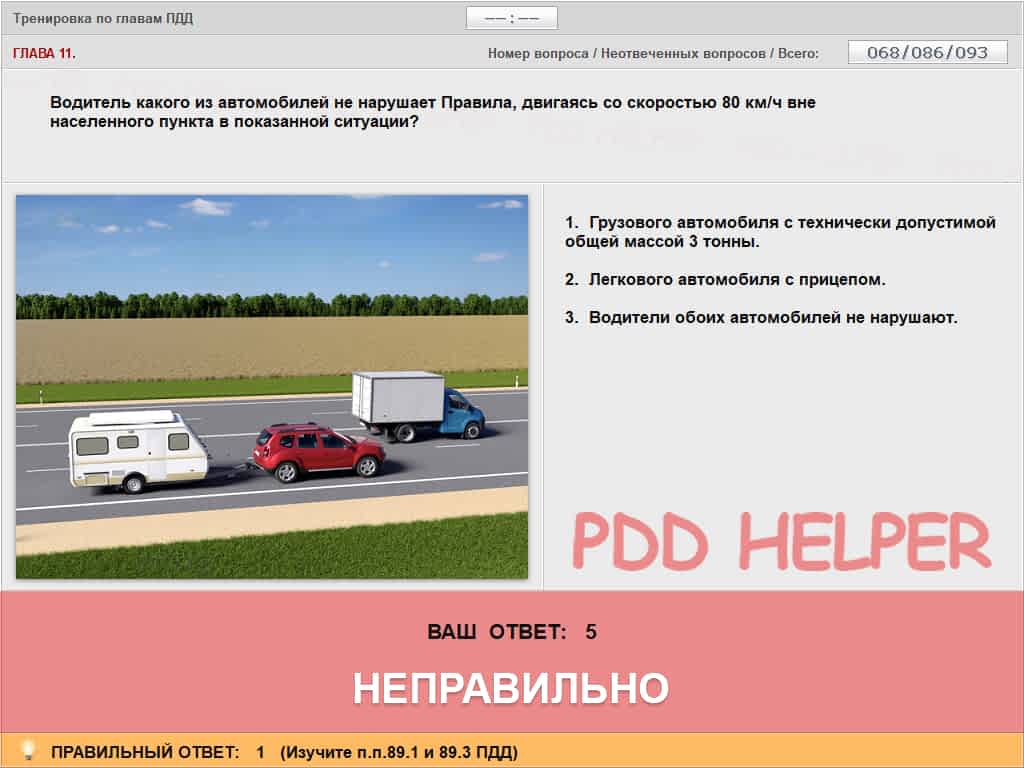 Тренировка по главам ПДД
—— : ——
ГЛАВА 11.
Номер вопроса / Неотвеченных вопросов / Всего:
068/086/093
Водитель какого из автомобилей не нарушает Правила, двигаясь со скоростью 80 км/ч вне
населенного пункта в показанной ситуации?
1. Грузового автомобиля с технически допустимой
общей массой 3 тонны.
2. Легкового автомобиля с прицепом.
3. Водители обоих автомобилей не нарушают.
PDD HELPER
ВАШ ОТВЕТ: 5
НЕПРАВИЛЬНО
ПРАВИЛЬНЫЙ ОТВЕТ: 1 (Изучите п.п.89.1 и 89.3 ПДД)